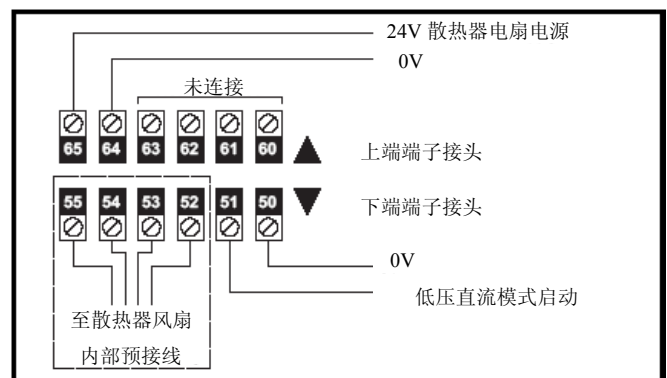 24V 散热器电扇电源
0V
未连接
65 64 63 62 61 60
上端端子接头
55 54 53 52 51 50
下端端子接头
0V
低压直流模式启动
至散热器风扇
内部预接线